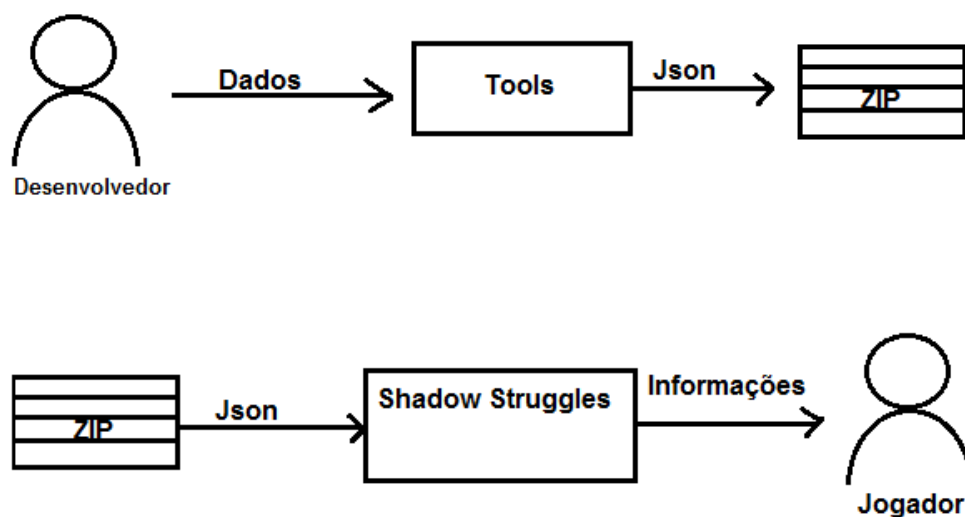 Dados
Tools
Json
ZIP
Desenvolvedor
ZIP
Json
Shadow Struggles
Informações
Jogador